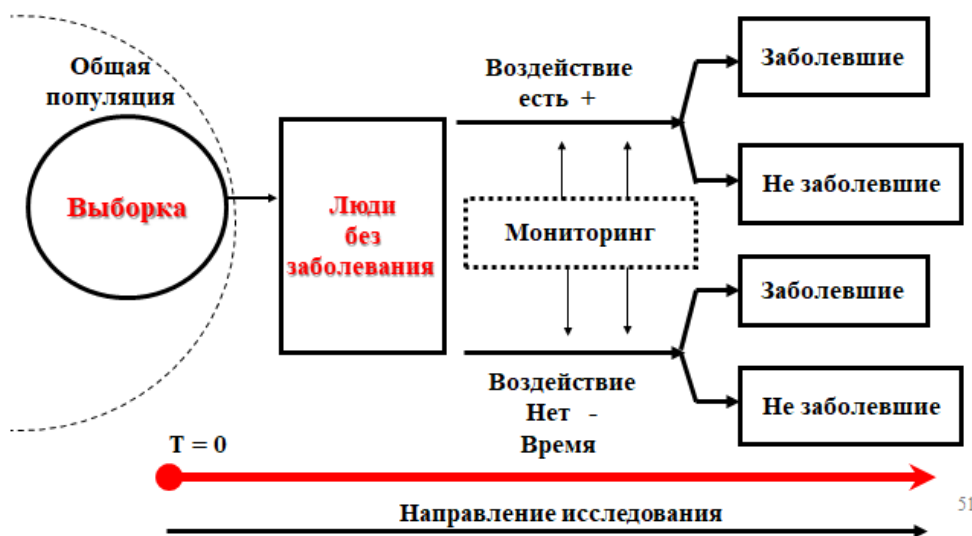 Общая
популяция
Выборка
Люди
без
заболевания
Воздействие
есть +
Мониторинг
Воздействие
Нет -
Время
Заболевшие
Не заболевшие
Заболевшие
Не заболевшие
T = 0
Направление исследования
51